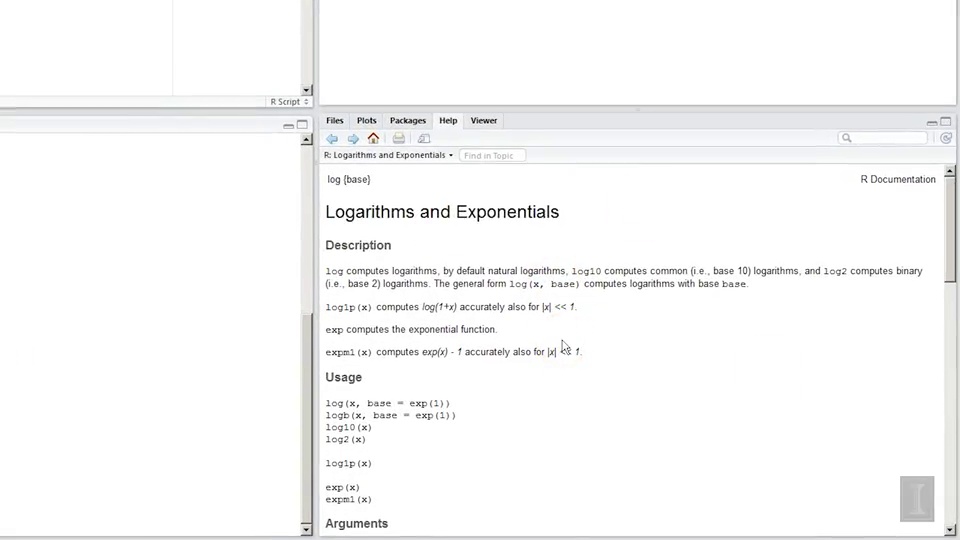 R Script
Files Plots Packages Help Viewer
R: Logarithms and Exponentials Find in Topic
log {base} R Documentation
Logarithms and Exponentials
Description
log computes logarithms, by default natural logarithms, log10 computes common (i.e., base 10) logarithms, and log2 computes binary
(i.e., base 2) logarithms. The general form log(x, base) computes logarithms with base base.
log1p(x) computes log(1+x) accurately also for |x| << 1.
exp computes the exponential function.
expm1(x) computes exp(x) - 1 accurately also for |x| << 1.
Usage
log(x, base = exp(1))
logb(x, base = exp(1))
log10(x)
log2(x)
log1p(x)
exp(x)
expm1(x)
Arguments
I